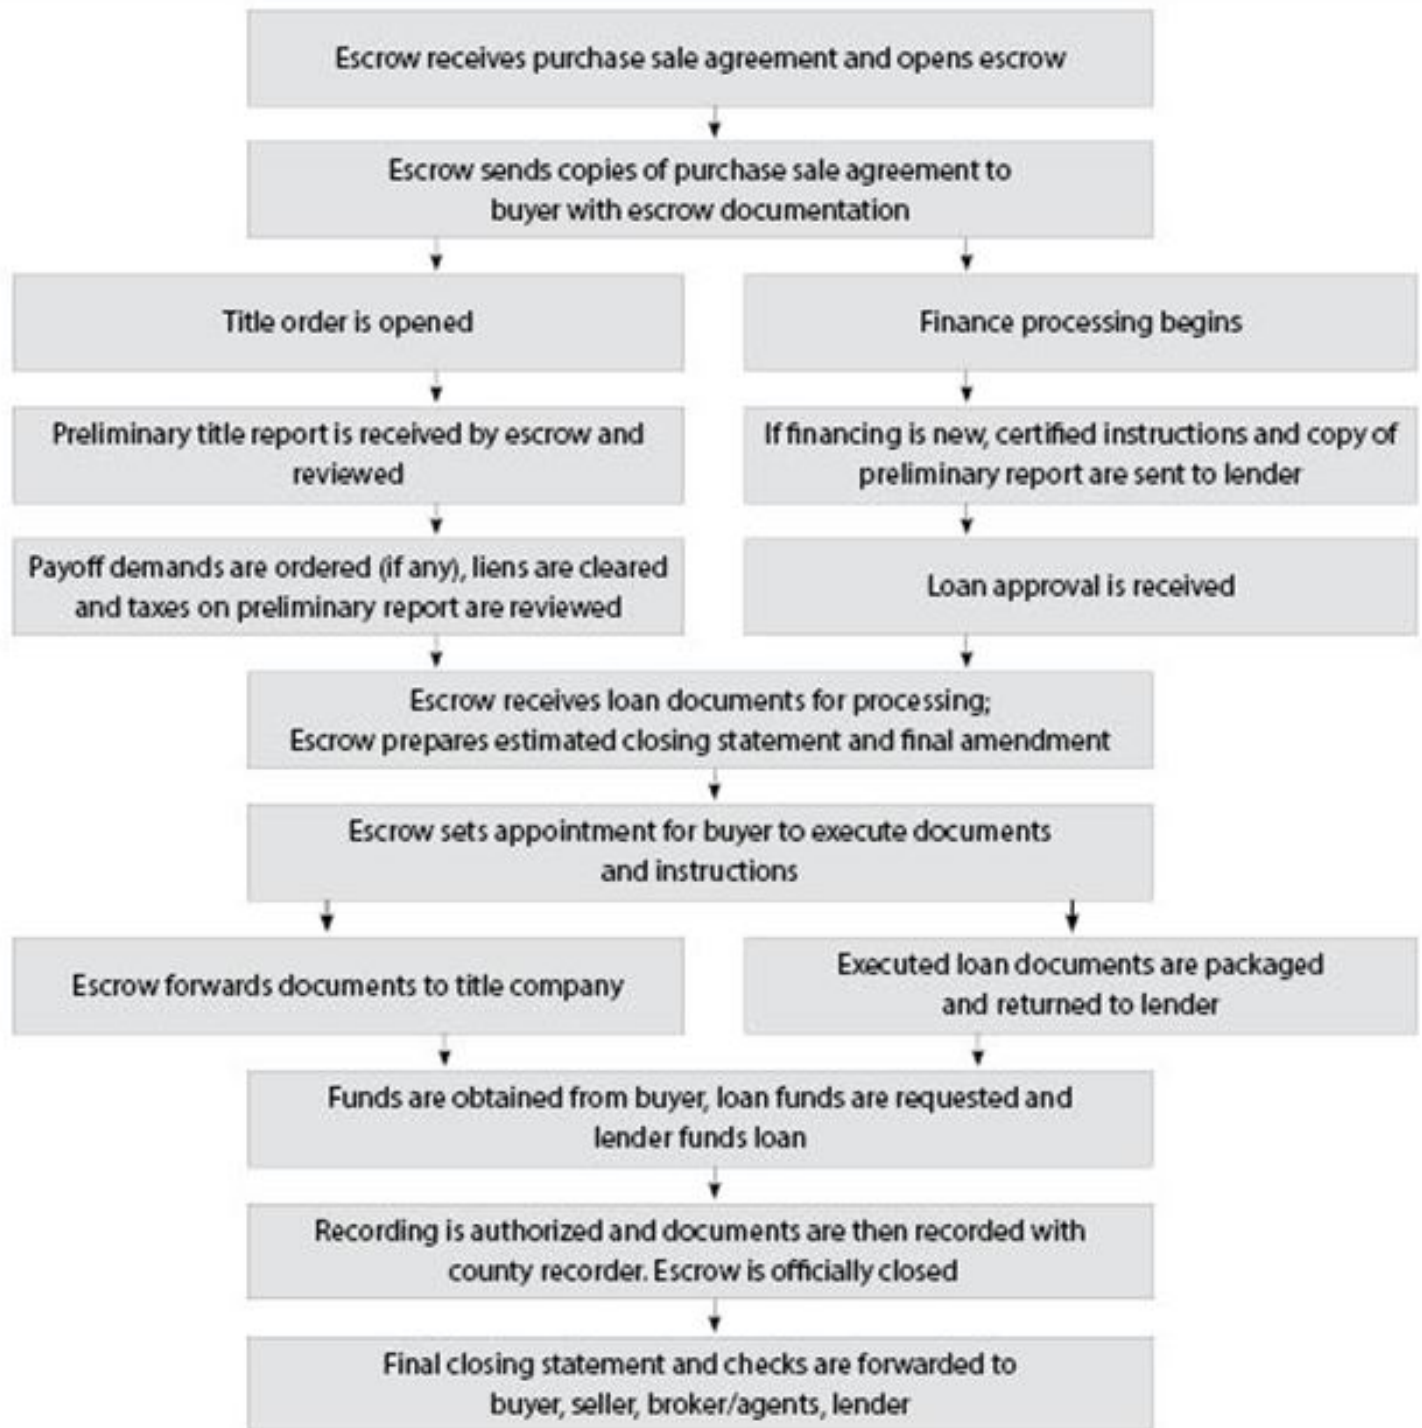 Escrow receives purchase sale agreement and opens escrow
Escrow sends copies of purchase sale agreement to
buyer with escrow documentation
Title order is opened
Finance processing begins
Preliminary title report is received by escrow and
reviewed
If financing is new, certified instructions and copy of
preliminary report are sent to lender
Payoff demands are ordered (if any), liens are cleared
and taxes on preliminary report are reviewed
Loan approval is received
Escrow receives loan documents for processing;
Escrow prepares estimated closing statement and final amendment
Escrow sets appointment for buyer to execute documents
and instructions
Escrow forwards documents to title company
Executed loan documents are packaged
and returned to lender
Funds are obtained from buyer, loan funds are requested and
lender funds loan
Recording is authorized and documents are then recorded with
county recorder. Escrow is officially closed
Final closing statement and checks are forwarded to
buyer, seller, broker/agents, lender